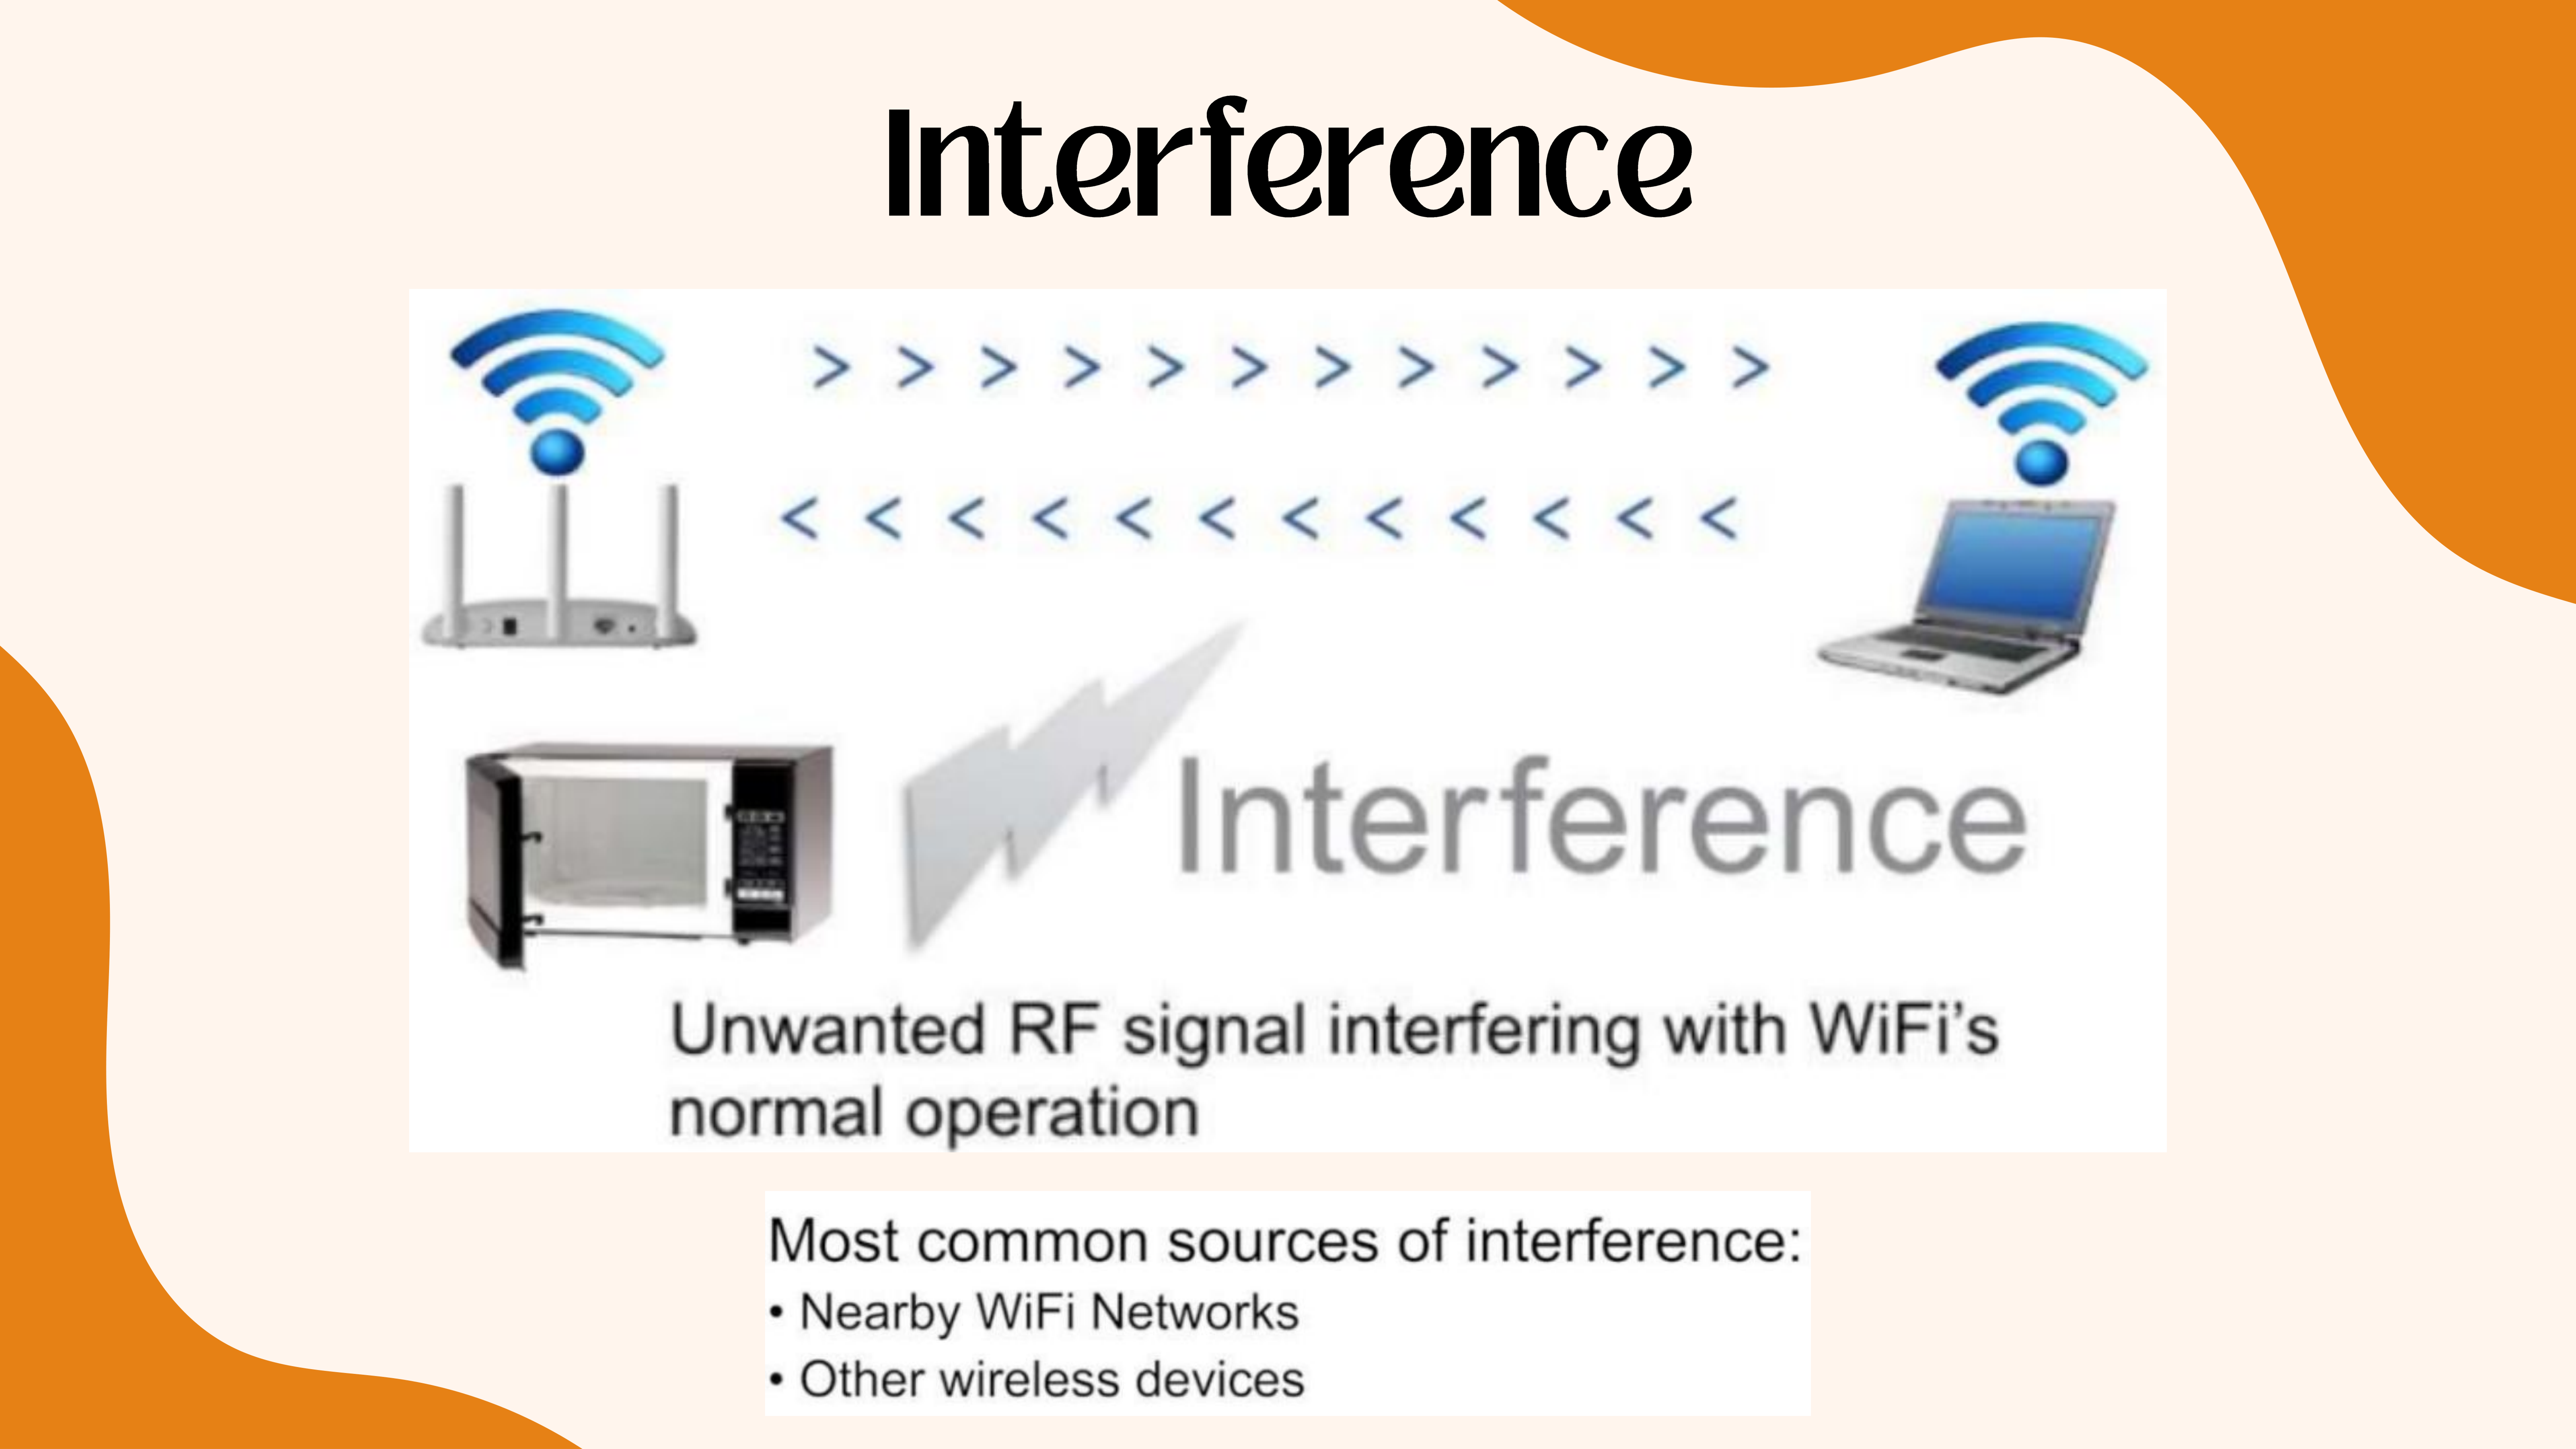 Interference
> > > > > > > > > > > >
< < < < < < < < < < < <
Interference
Unwanted RF signal interfering with WiFi’s
normal operation
Most common sources of interference:
• Nearby WiFi Networks
• Other wireless devices